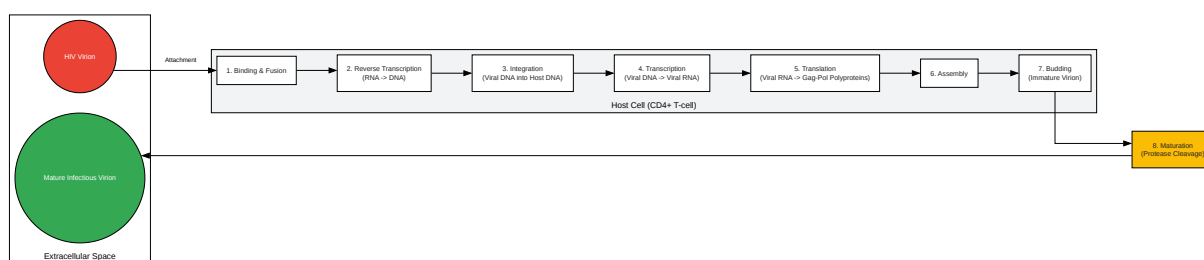 HIV Virion
Attachment
1. Binding & Fusion
2. Reverse Transcription
(RNA -> DNA)
3. Integration
(Viral DNA into Host DNA)
4. Transcription
(Viral DNA -> Viral RNA)
5. Translation
(Viral RNA -> Gag-Pol Polyproteins)
6. Assembly
7. Budding
(Immature Virion)
Host Cell (CD4+ T-cell)
8. Maturation
(Protease Cleavage)
Mature Infectious Virion
Extracellular Space